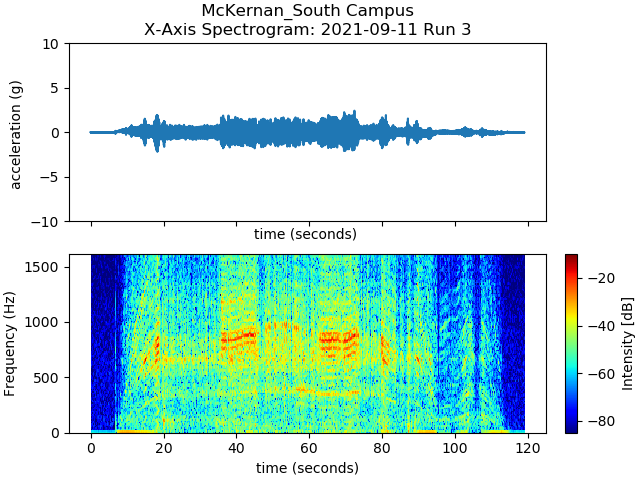 McKernan_South Campus
X-Axis Spectrogram: 2021-09-11 Run 3
acceleration (g)
10
5
0
−5
−10
time (seconds)
Frequency (Hz)
1500
1000
500
0
0 20 40 60 80 100 120
time (seconds)
−20
−40
−60
−80
Intensity [dB]